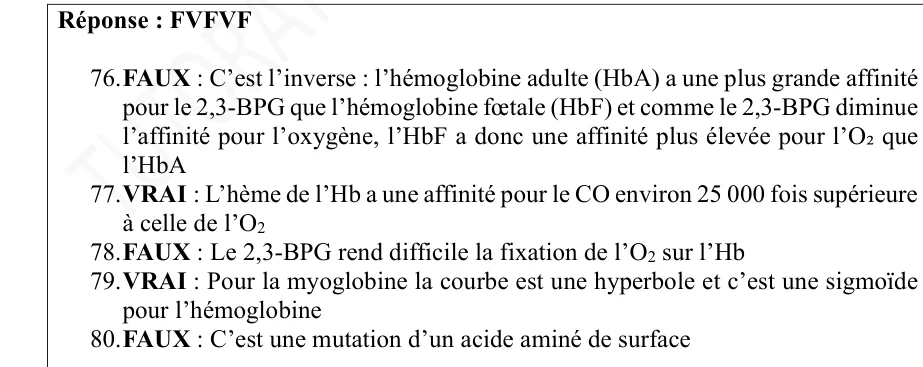 Réponse : FVFVF
76.FAUX : C’est l’inverse : l’hémoglobine adulte (HbA) a une plus grande affinité
pour le 2,3-BPG que l’hémoglobine fœtale (HbF) et comme le 2,3-BPG diminue
l’affinité pour l’oxygène, l’HbF a donc une affinité plus élevée pour l’O₂ que
l’HbA
77.VRAI : L’hème de l’Hb a une affinité pour le CO environ 25 000 fois supérieure
à celle de l’O₂
78.FAUX : Le 2,3-BPG rend difficile la fixation de l’O₂ sur l’Hb
79.VRAI : Pour la myoglobine la courbe est une hyperbole et c’est une sigmoïde
pour l’hémoglobine
80.FAUX : C’est une mutation d’un acide aminé de surface